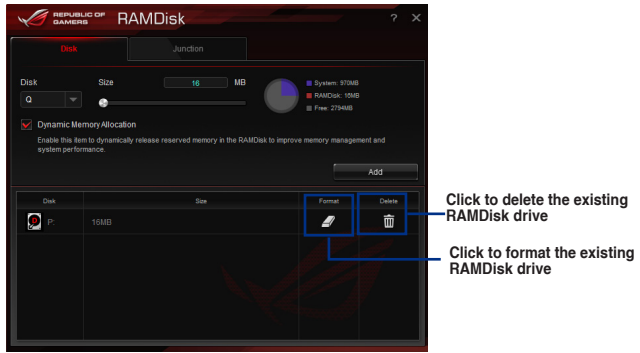 REPUBLIC OF
GAMERS
RAMDisk
? ×
Disk
Junction
Disk
Size
16
MB
Q
System: 970MB
RAMDisk: 16MB
Free: 2794MB
Dynamic Memory Allocation
Enable this item to dynamically release reserved memory in the RAMDisk to improve memory management and
system performance.
Add
Disk
Size
Format
Delete
P:
16MB
Click to delete the existing
RAMDisk drive
Click to format the existing
RAMDisk drive